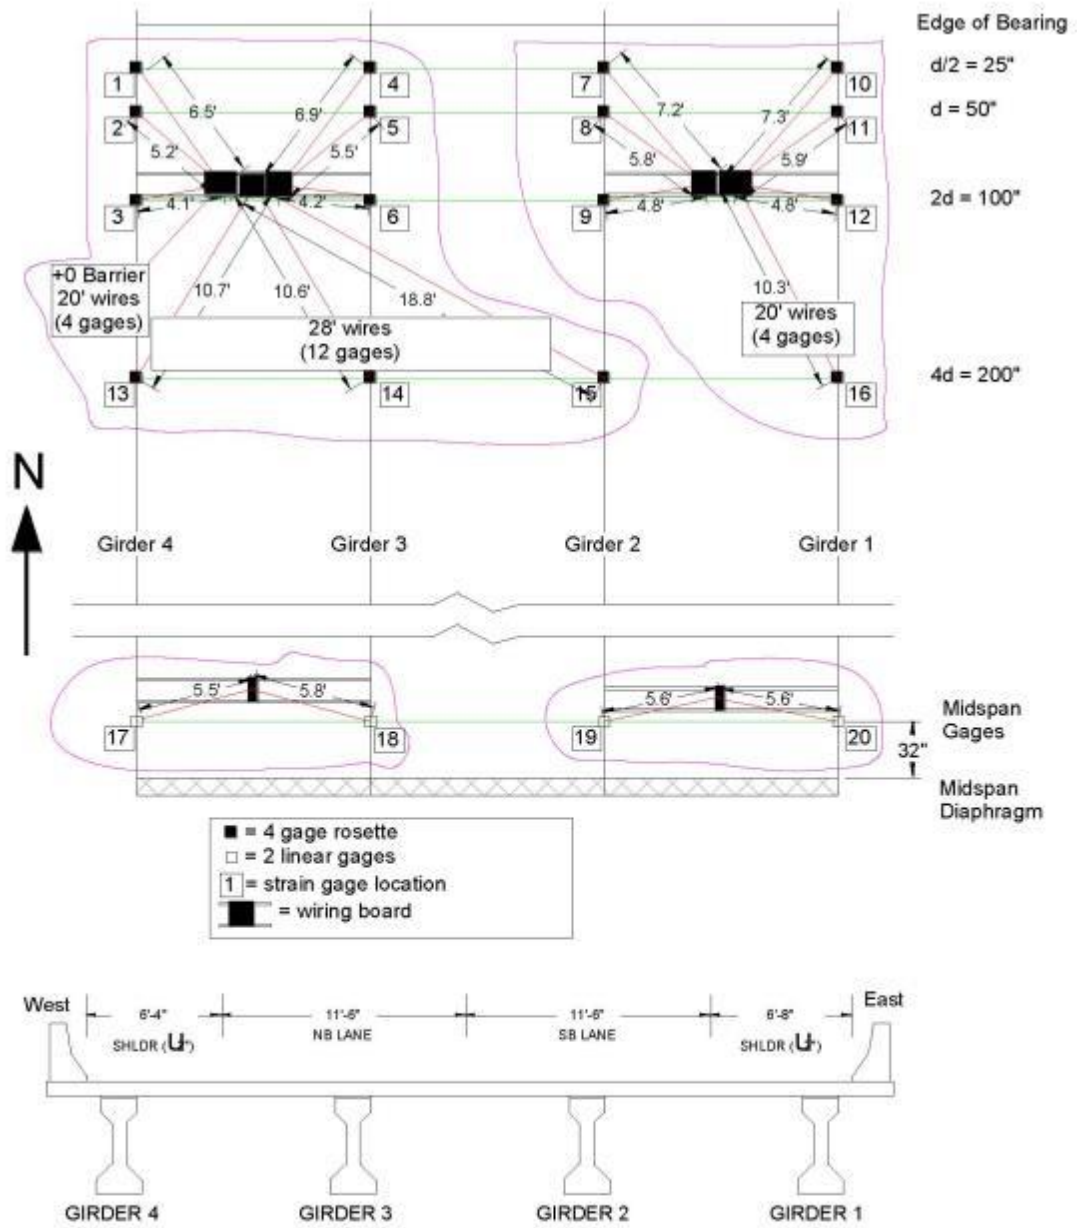 Edge of Bearing
1
4
7
10
d/2 = 25"
6.5'
6.9'
7.2'
7.3'
2
5
8
11
d = 50"
5.2'
5.5'
5.8'
5.9'
3
4.1'
4.2'
6
9
4.8'
4.8'
12
2d = 100"
+0 Barrier
20' wires
(4 gages)
10.7'
10.6'
18.8'
10.3'
28' wires
(12 gages)
20' wires
(4 gages)
13
14
15
16
4d = 200"
N
Girder 4
Girder 3
Girder 2
Girder 1
5.5'
5.8'
5.6'
5.6'
17
18
19
20
Midspan
Gages
32"
Midspan
Diaphragm
= 4 gage rosette
= 2 linear gages
1 = strain gage location
= wiring board
West
East
6'-4"
11'-6"
11'-6"
6'-8"
SHLDR
NB LANE
SB LANE
SHLDR
GIRDER 4
GIRDER 3
GIRDER 2
GIRDER 1